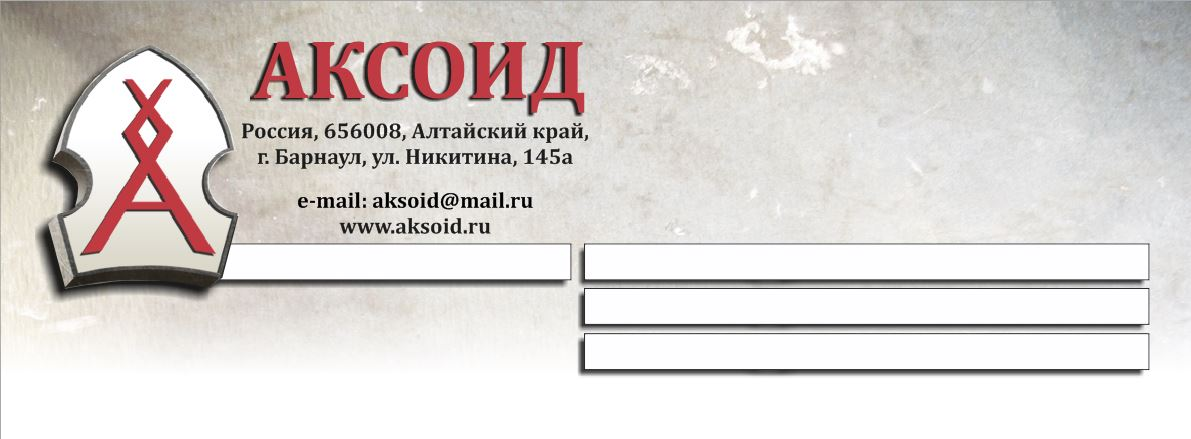 АКСОИД
Россия, 656008, Алтайский край,
г. Барнаул, ул. Никитина, 145а
e-mail: aksoid@mail.ru
www.aksoid.ru